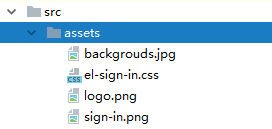 src
assets
backgrouds.jpg
el-sign-in.css
logo.png
sign-in.png